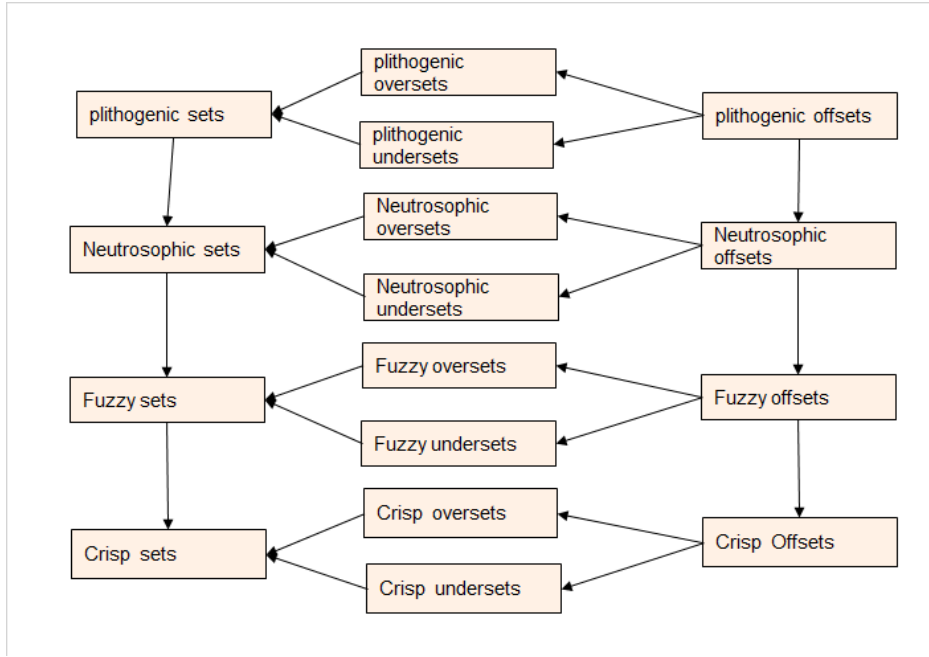 plithogenic
oversets
plithogenic sets
plithogenic offsets
plithogenic
undersets
Neutrosophic
oversets
Neutrosophic sets
Neutrosophic
offsets
Neutrosophic
undersets
Fuzzy oversets
Fuzzy sets
Fuzzy offsets
Fuzzy undersets
Crisp oversets
Crisp sets
Crisp Offsets
Crisp undersets